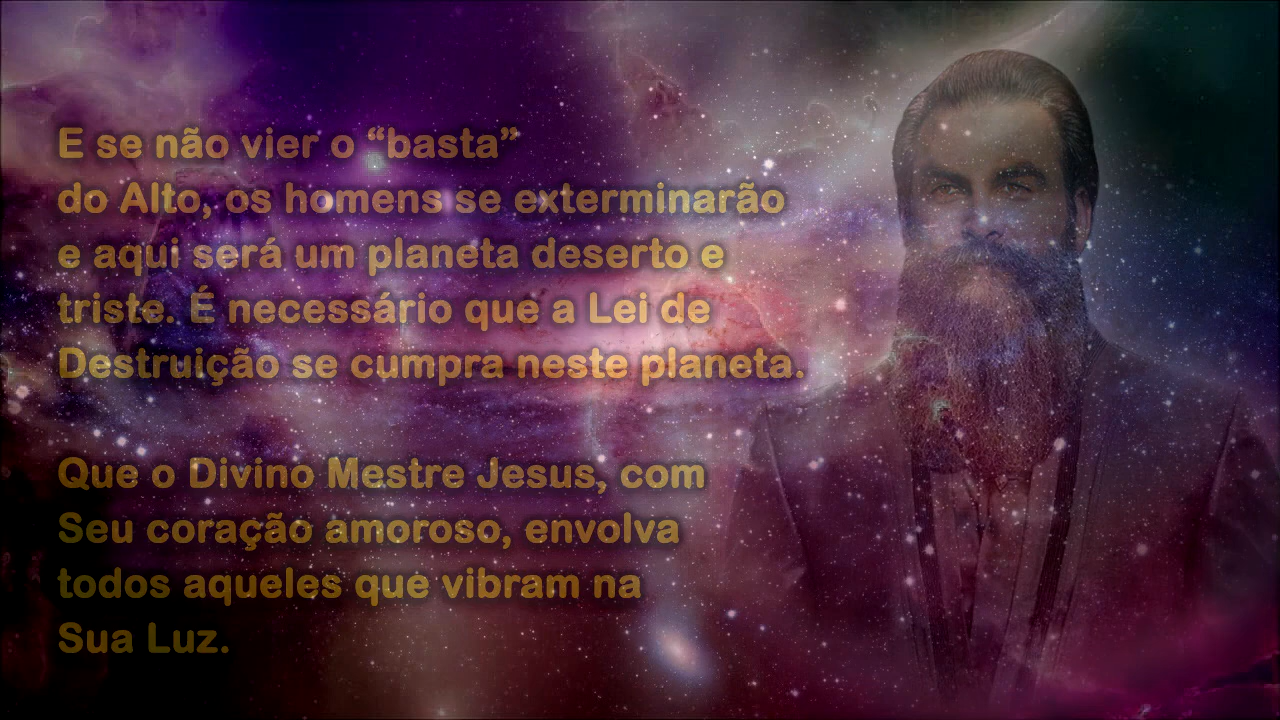 E se não vier o “basta”
do Alto, os homens se exterminarão
e aqui será um planeta deserto e
triste. É necessário que a Lei de
Destruição se cumpra neste planeta.
Que o Divino Mestre Jesus, com
Seu coração amoroso, envolva
todos aqueles que vibram na
Sua Luz.